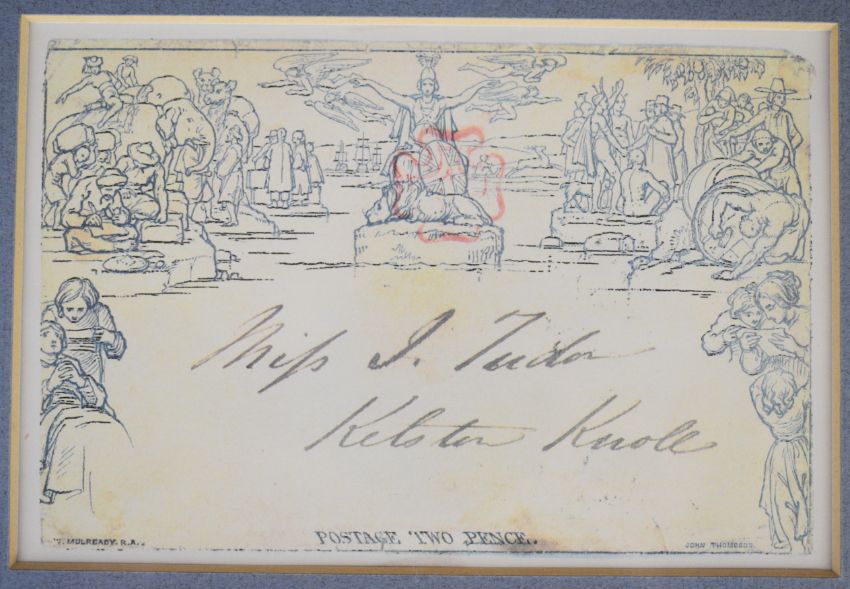 Miss J. Tudor
Kelston Knoll
W. MULREADY. R.A.
POSTAGE TWO PENCE.
JOHN THOMPSON